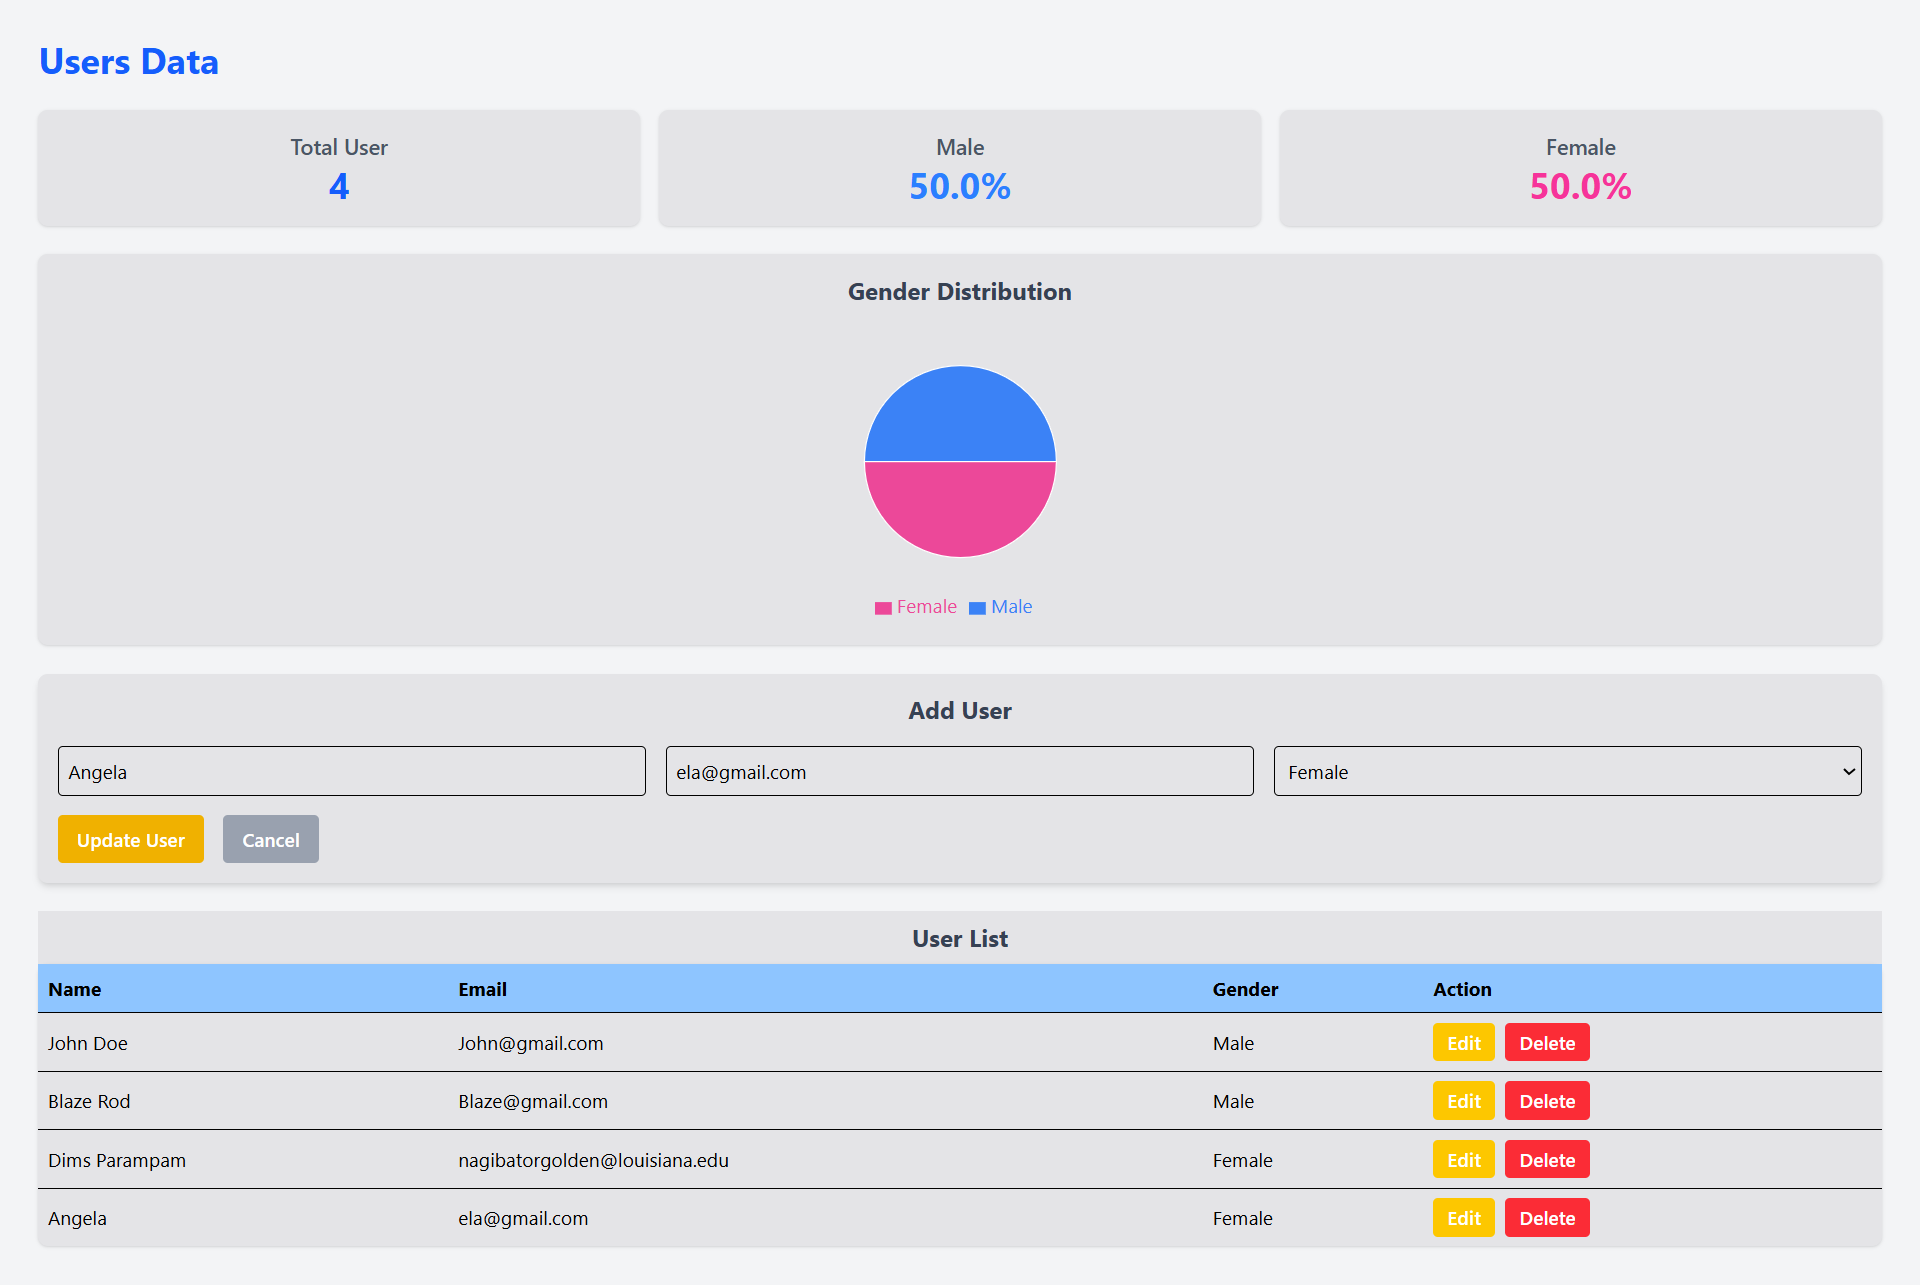 Users Data
Total User
4
Male
50.0%
Female
50.0%
Gender Distribution
Female Male
Add User
Angela ela@gmail.com Female
Update User Cancel
User List
Name Email Gender Action
John Doe John@gmail.com Male Edit Delete
Blaze Rod Blaze@gmail.com Male Edit Delete
Dims Parampam nagibatorgolden@louisiana.edu Female Edit Delete
Angela ela@gmail.com Female Edit Delete